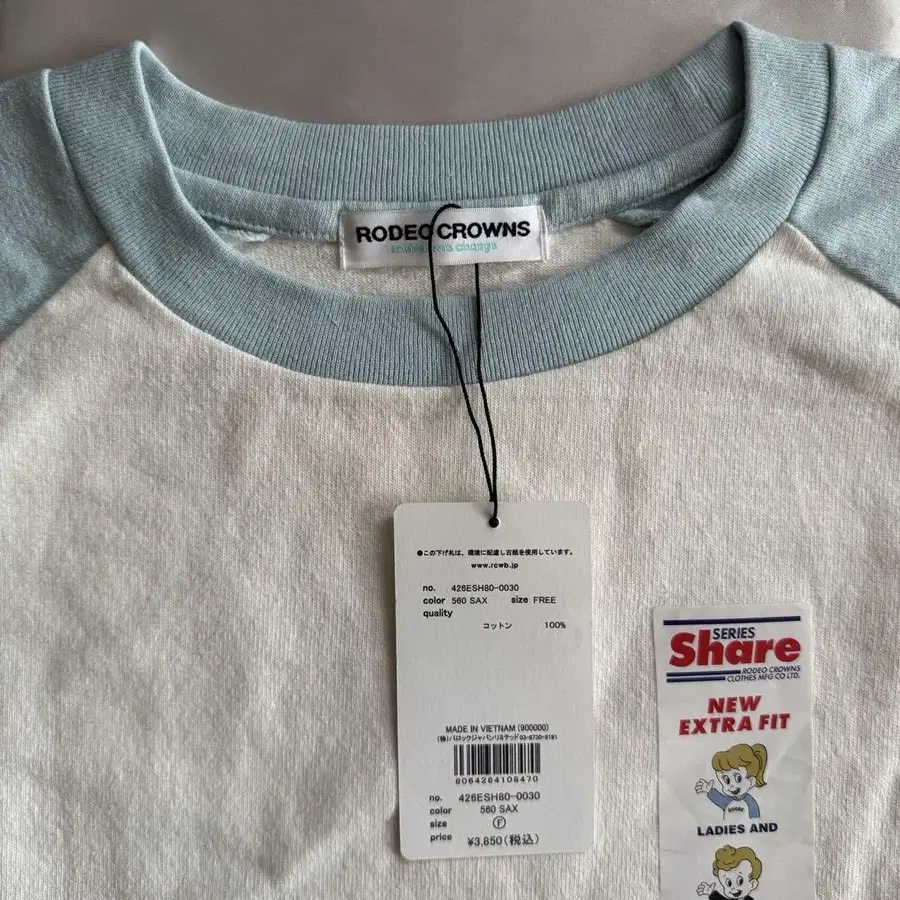 RODEO CROWNS
●この下げ札は、環境に配慮し古紙を使用しています。
www.rcwb.jp
no. 426ESH80-0030
color 560 SAX size FREE
quality
コットン 100%
MADE IN VIETNAM (900000)
(株)バロックジャパンリミテッド03-6730-9191
8064264108470
no. 426ESH80-0030
color 560 SAX
size Ⓕ
price ¥3,850(税込)
SERIES
Share
RODEO CROWNS
CLOTHES MFG CO LTD.
NEW
EXTRA FIT
LADIES AND